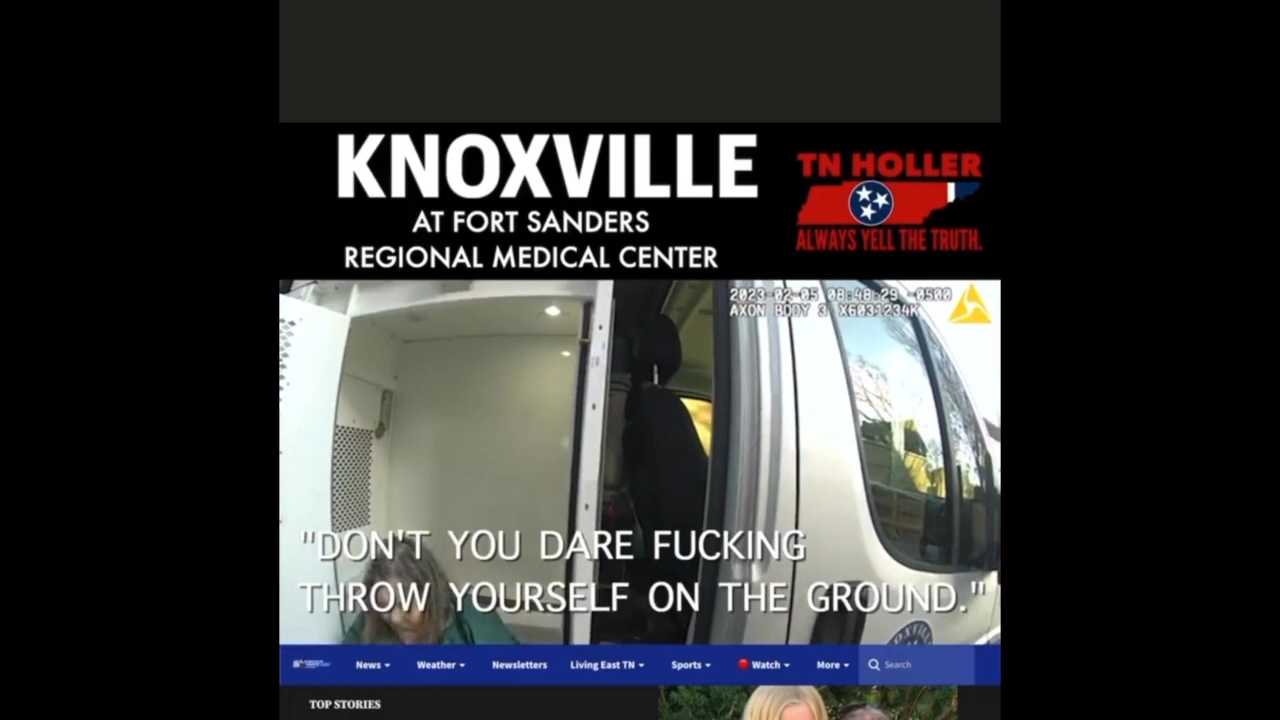 KNOXVILLE
AT FORT SANDERS
REGIONAL MEDICAL CENTER
TN HOLLER
ALWAYS YELL THE TRUTH.
2023-02-05 08:48:29 -0500
AXON BODY 3 X6031234K
"DON'T YOU DARE FUCKING
THROW YOURSELF ON THE GROUND."
KNOXVILLE
News Weather Newsletters Living East TN Sports Watch More Search
TOP STORIES